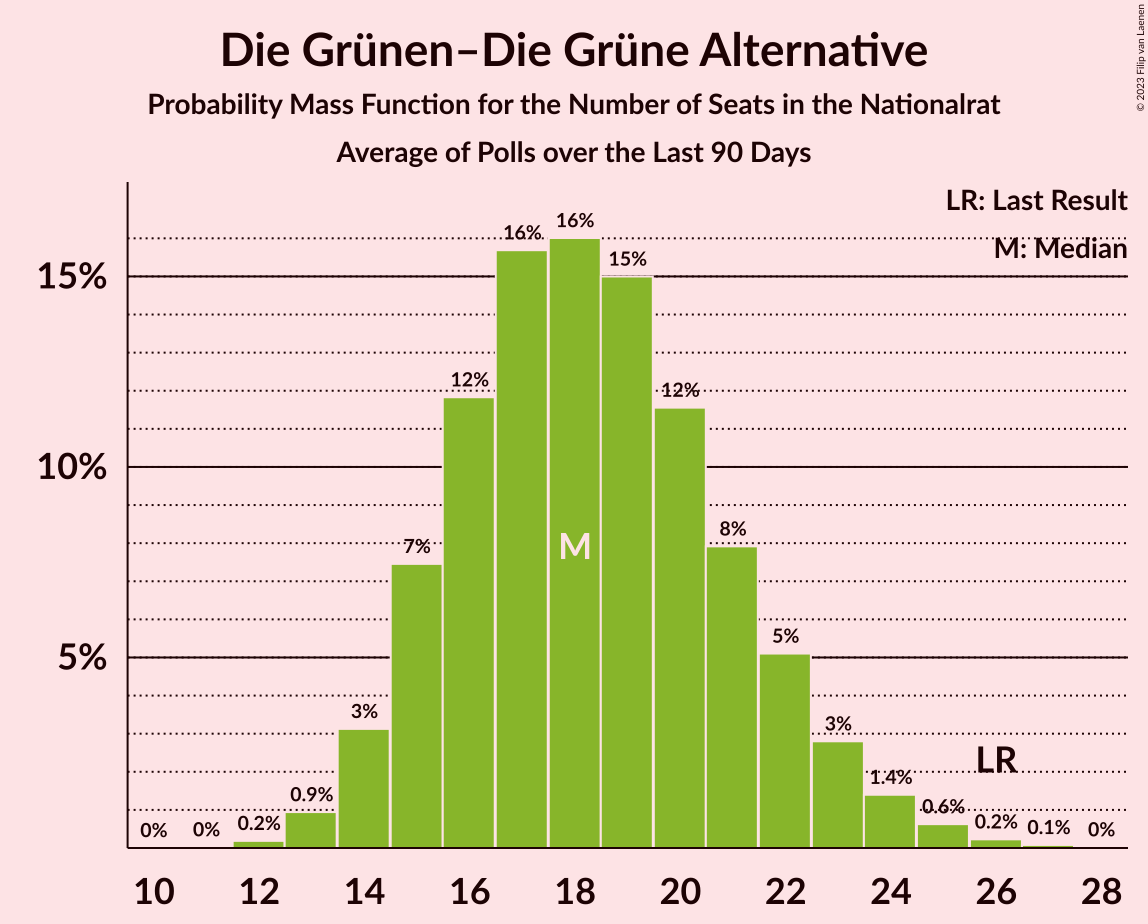 Die Grünen–Die Grüne Alternative
Probability Mass Function for the Number of Seats in the Nationalrat
Average of Polls over the Last 90 Days
© 2023 Filip van Laenen
LR: Last Result
M: Median
15%
10%
5%
0%
0%
0.2%
0.9%
3%
7%
12%
16%
16%
15%
12%
8%
5%
3%
1.4%
0.6%
0.2%
0.1%
0%
M
LR
10 12 14 16 18 20 22 24 26 28